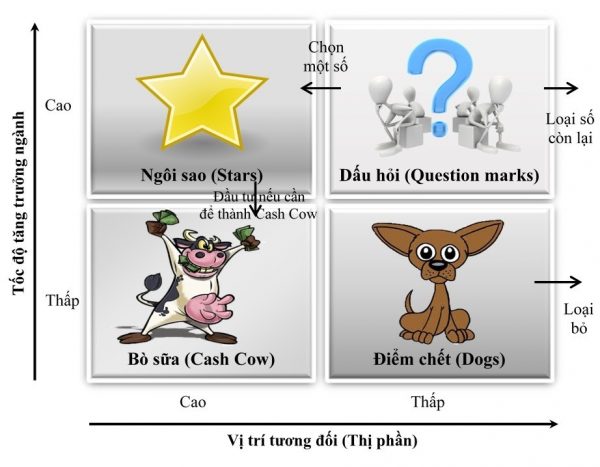 Tốc độ tăng trưởng ngành
Cao
Thấp
Chọn
một số
Ngôi sao (Stars)
Dấu hỏi (Question marks)
Loại số
còn lại
Đầu tư nếu cần
để thành Cash Cow
Bò sữa (Cash Cow)
Điểm chết (Dogs)
Loại
bỏ
Cao
Thấp
Vị trí tương đối (Thị phần)